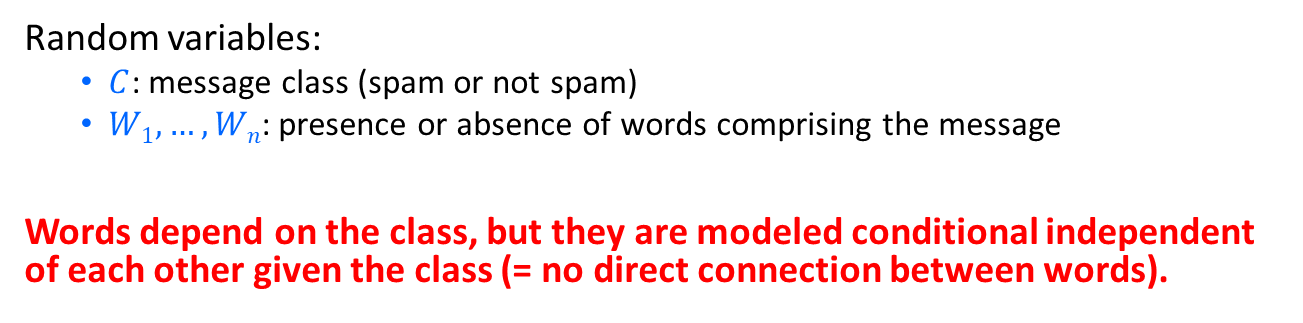 Random variables:
• C: message class (spam or not spam)
• W₁, … , Wₙ: presence or absence of words comprising the message
Words depend on the class, but they are modeled conditional independent
of each other given the class (= no direct connection between words).